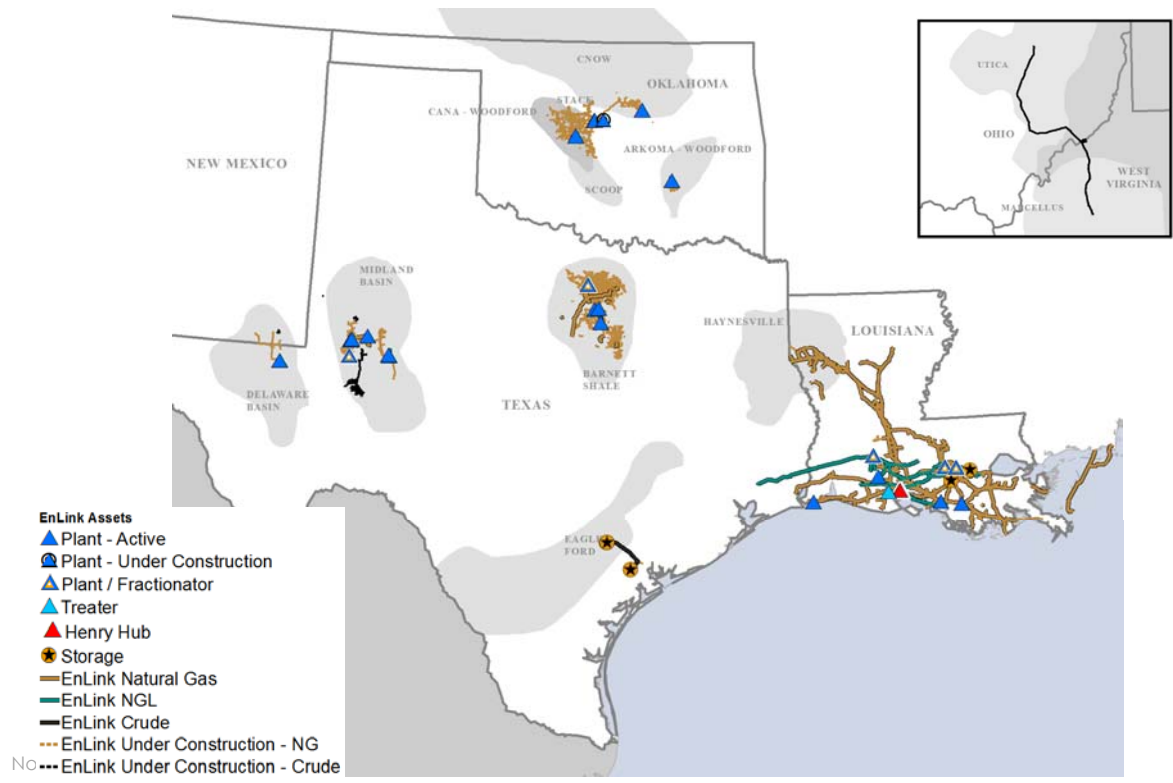 CNOW
OKLAHOMA
STACK
CANA - WOODFORD
ARKOMA - WOODFORD
NEW MEXICO
SCOOP
UTICA
OHIO
WEST
VIRGINIA
MARCELLUS
MIDLAND
BASIN
HAYNESVILLE
LOUISIANA
BARNETT
SHALE
DELAWARE
BASIN
TEXAS
EAGLE
FORD
EnLink Assets
Plant - Active
Plant - Under Construction
Plant / Fractionator
Treater
Henry Hub
Storage
EnLink Natural Gas
EnLink NGL
EnLink Crude
EnLink Under Construction - NG
No
EnLink Under Construction - Crude